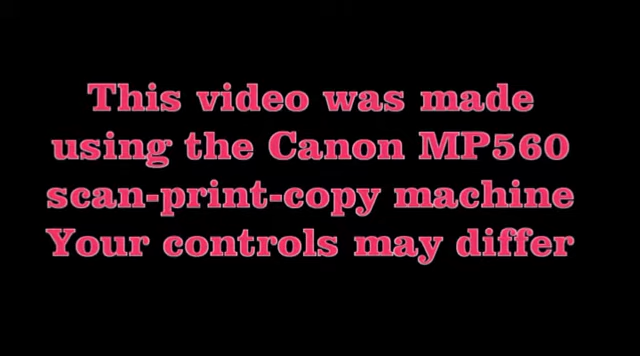 This video was made
using the Canon MP560
scan-print-copy machine
Your controls may differ